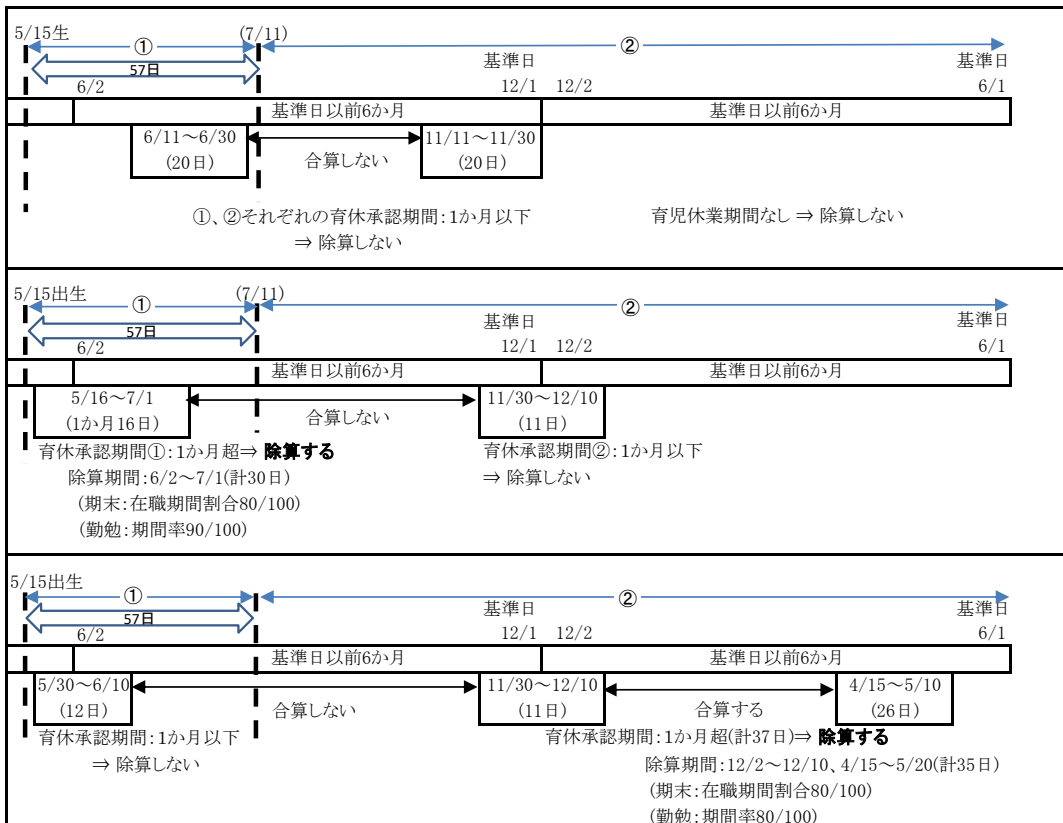 5/15生 ① (7/11) ②
57日 基準日 基準日
6/2 12/1 12/2 6/1
基準日以前6か月 基準日以前6か月
6/11～6/30 11/11～11/30
(20日) 合算しない (20日)
①、②それぞれの育休承認期間：1か月以下 育児休業期間なし ⇒ 除算しない
⇒ 除算しない
5/15出生 ① (7/11) ②
57日 基準日 基準日
6/2 12/1 12/2 6/1
基準日以前6か月 基準日以前6か月
5/16～7/1 11/30～12/10
(1か月16日) 合算しない (11日)
育休承認期間①：1か月超⇒ 除算する 育休承認期間②：1か月以下
除算期間：6/2～7/1(計30日) ⇒ 除算しない
(期末：在職期間割合80/100)
(勤勉：期間率90/100)
5/15出生 ① ②
57日 基準日 基準日
6/2 12/1 12/2 6/1
基準日以前6か月 基準日以前6か月
5/30～6/10 11/30～12/10 4/15～5/10
(12日) 合算しない (11日) 合算する (26日)
育休承認期間：1か月以下 育休承認期間：1か月超(計37日)⇒ 除算する
⇒ 除算しない 除算期間：12/2～12/10、4/15～5/20(計35日)
(期末：在職期間割合80/100)
(勤勉：期間率80/100)